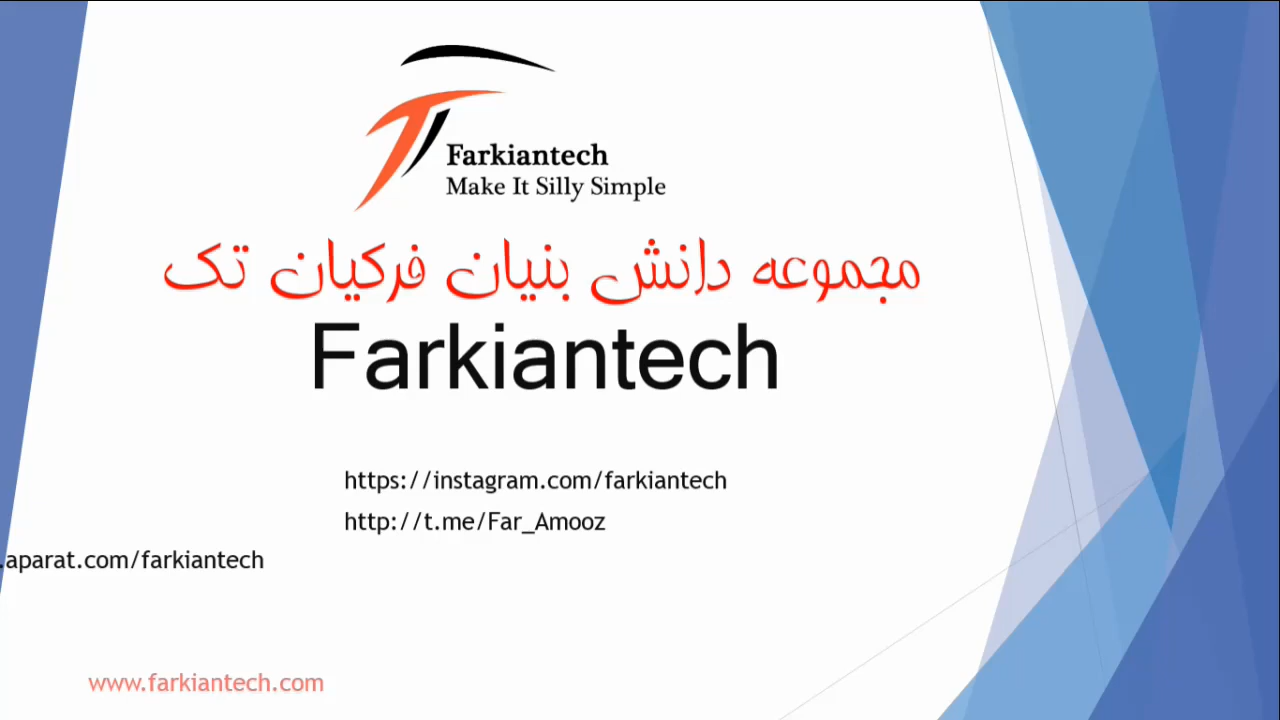 Farkiantech
Make It Silly Simple
مجموعه دانش بنیان فرکیان تک
Farkiantech
https://instagram.com/farkiantech
http://t.me/Far_Amooz
.aparat.com/farkiantech
www.farkiantech.com